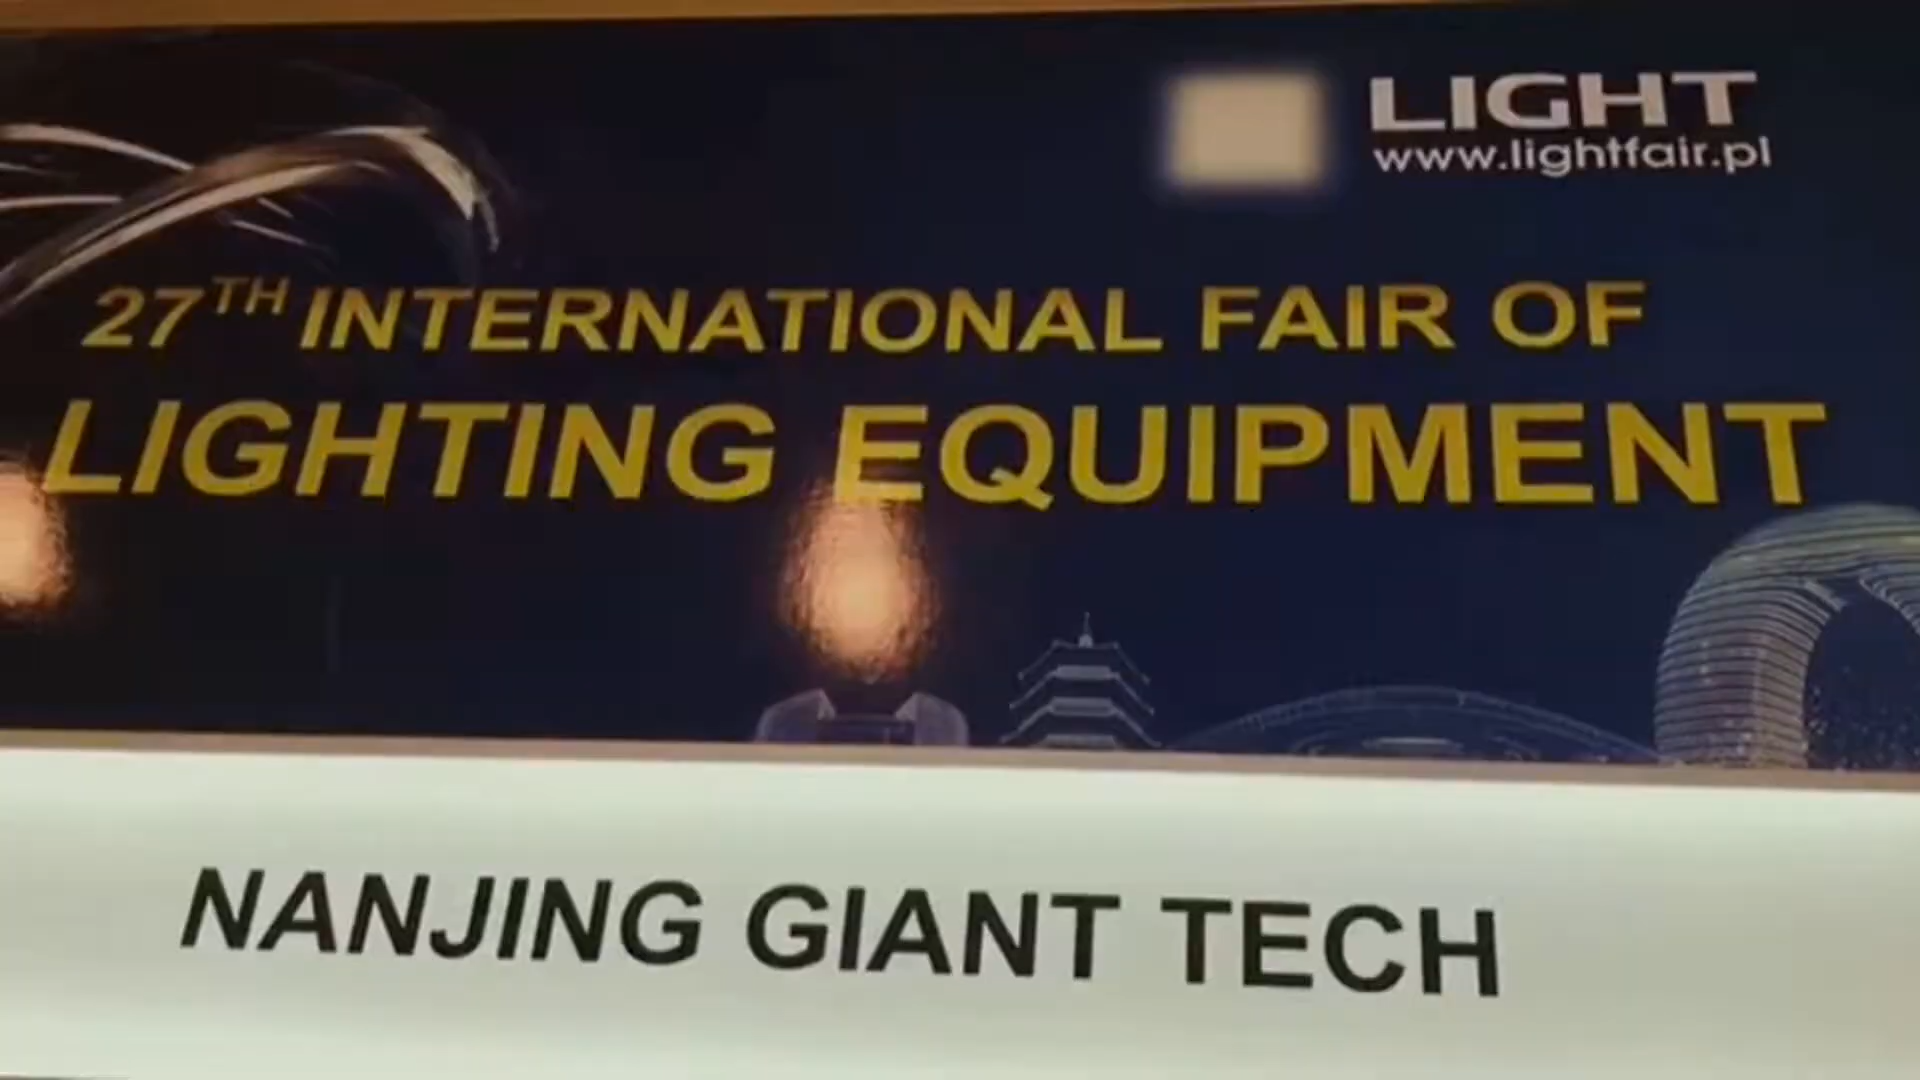 LIGHT
www.lightfair.pl
27TH INTERNATIONAL FAIR OF
LIGHTING EQUIPMENT
NANJING GIANT TECH